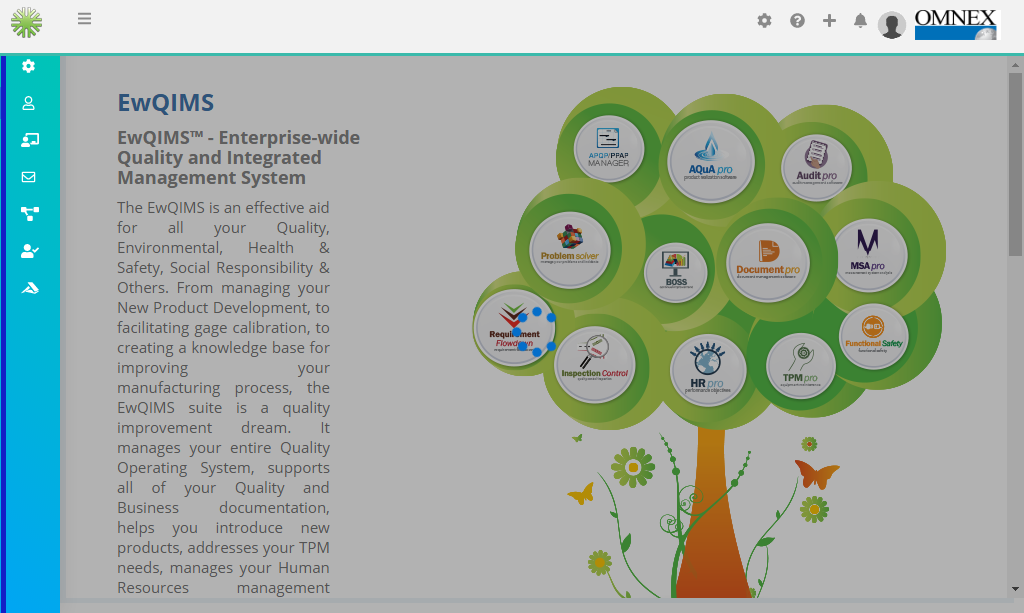 OMNEX
EwQIMS
EwQIMS™ - Enterprise-wide
Quality and Integrated
Management System
The EwQIMS is an effective aid
for all your Quality,
Environmental, Health &
Safety, Social Responsibility &
Others. From managing your
New Product Development, to
facilitating gage calibration, to
creating a knowledge base for
improving your
manufacturing process, the
EwQIMS suite is a quality
improvement dream. It
manages your entire Quality
Operating System, supports
all of your Quality and
Business documentation,
helps you introduce new
products, addresses your TPM
needs, manages your Human
Resources management
APQP/PPAP
MANAGER
AQuA pro
Audit pro
Problem solver
BOSS
Document pro
MSA pro
Requirement
Flowdown
Inspection Control
HR pro
performance objectives
TPM pro
Functional Safety
functional safety